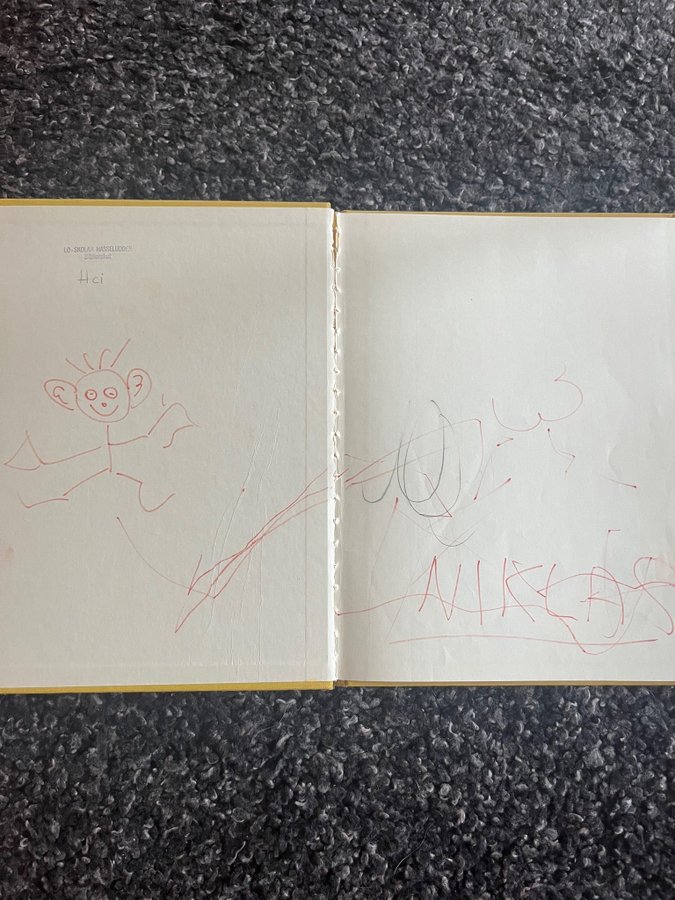 LO-SKOLAN HASSELUDDEN
Biblioteket
Hci
NIKLAS